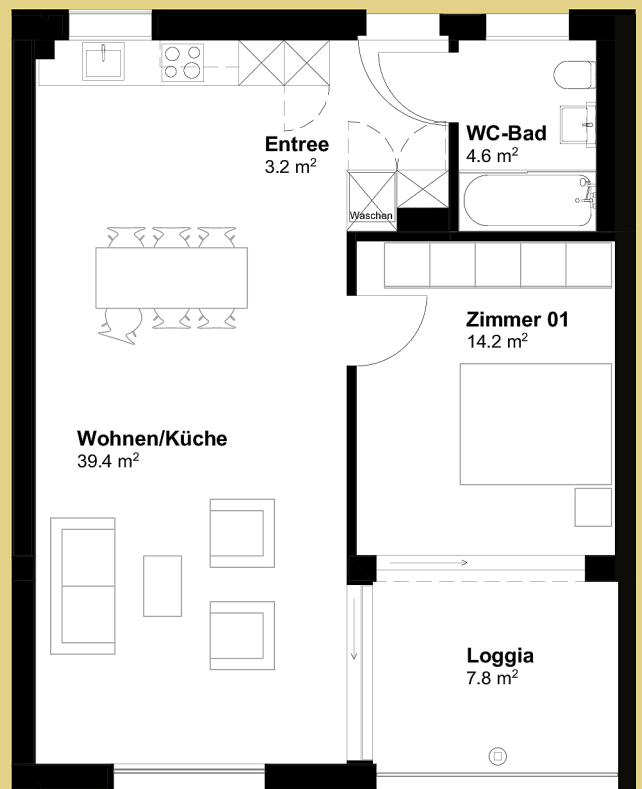 Entree
3.2 m²
WC-Bad
4.6 m²
Waschen
Zimmer 01
14.2 m²
Wohnen/Küche
39.4 m²
Loggia
7.8 m²